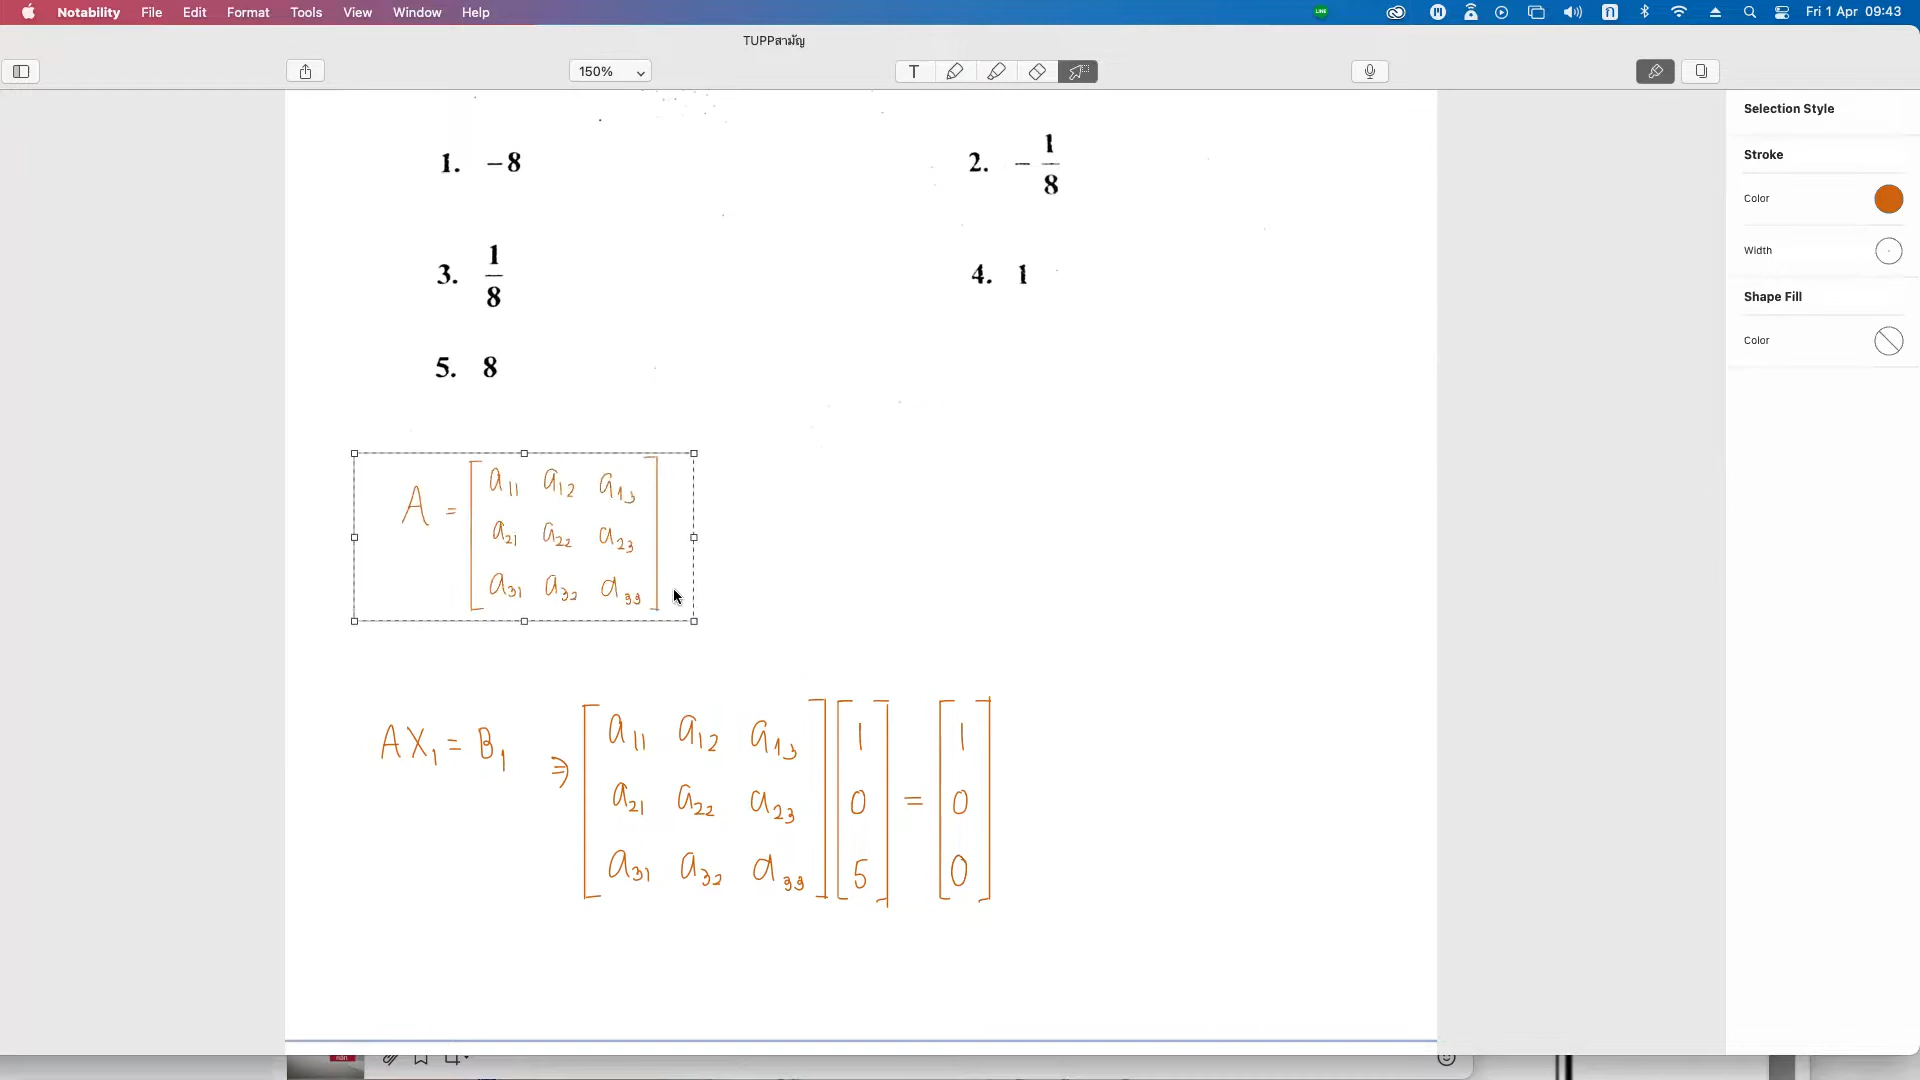 Notability File Edit Format Tools View Window Help LINE ก Fri 1 Apr 09:43
TUPPสามัญ
150% T
Selection Style
Stroke
Color
Width
Shape Fill
Color
1. −8
2. −1/8
3. 1/8
4. 1
5. 8
A = [ a11 a12 a13
a21 a22 a23
a31 a32 a33 ]
AX1 = B1 ⇒ [ a11 a12 a13 ] [ 1 ] = [ 1 ]
[ a21 a22 a23 ] [ 0 ] [ 0 ]
[ a31 a32 a33 ] [ 5 ] [ 0 ]